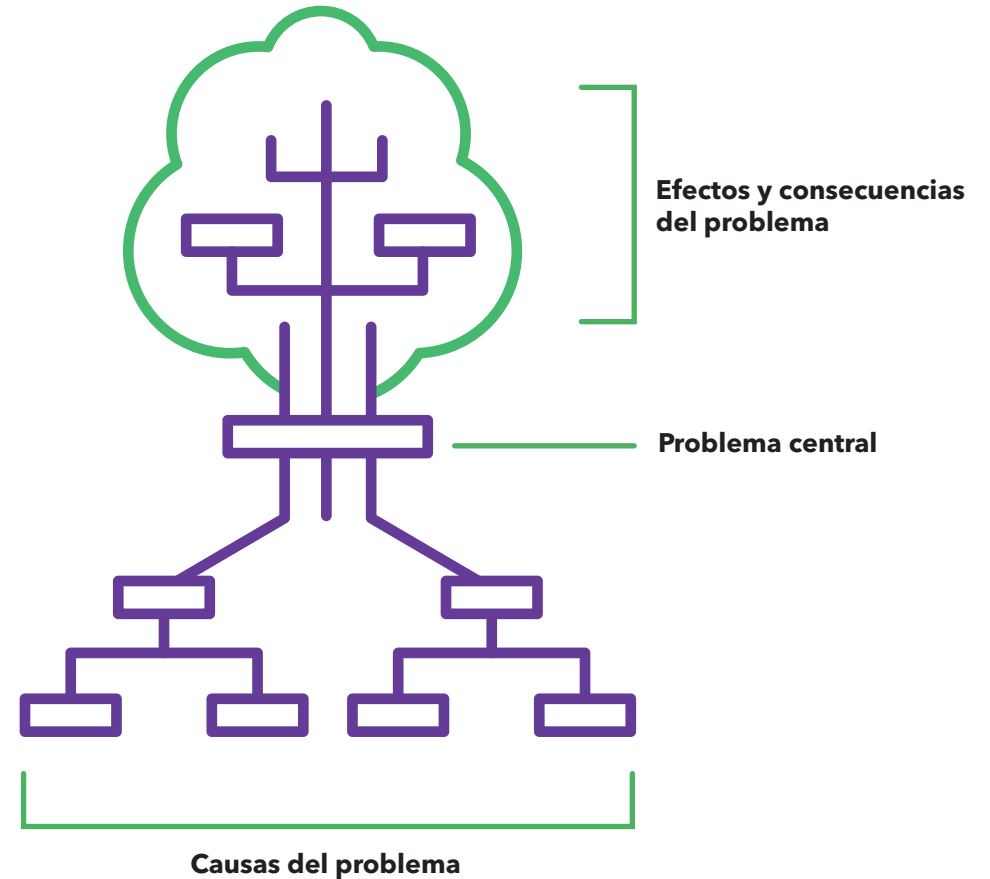 Efectos y consecuencias
del problema
Problema central
Causas del problema